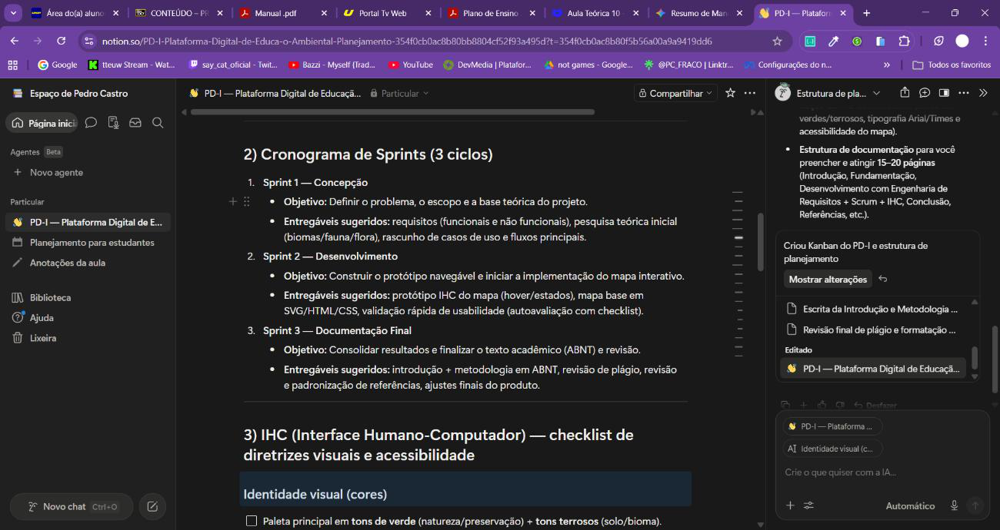 Área do(a) aluno
CONTEÚDO – PR
Manual .pdf
Portal Tv Web
Plano de Ensino
Aula Teórica 10
Resumo de Man
PD-I — Platafor
notion.so/PD-I-Plataforma-Digital-de-Educa-o-Ambiental-Planejamento-354f0cb0ac8b80bb8804cf52f93a495d?t=354f0cb0ac8b80f5b56a00a9a9419dd6
Google
tteuw Stream - Wat...
say_cat_oficial - Twit...
Bazzi - Myself (Trad...
YouTube
DevMedia | Platafor...
not games - Google...
@PC_FRACO | Linktr...
Configurações do n...
Todos os favoritos
Espaço de Pedro Castro
Página inici
Agentes Beta
Novo agente
Particular
PD-I — Plataforma Digital de E...
Planejamento para estudantes
Anotações da aula
Biblioteca
Ajuda
Lixeira
Novo chat Ctrl+O
PD-I — Plataforma Digital de Educaçã...
Particular
Compartilhar
2) Cronograma de Sprints (3 ciclos)
1. Sprint 1 — Concepção
• Objetivo: Definir o problema, o escopo e a base teórica do projeto.
• Entregáveis sugeridos: requisitos (funcionais e não funcionais), pesquisa teórica inicial
(biomas/fauna/flora), rascunho de casos de uso e fluxos principais.
2. Sprint 2 — Desenvolvimento
• Objetivo: Construir o protótipo navegável e iniciar a implementação do mapa interativo.
• Entregáveis sugeridos: protótipo IHC do mapa (hover/estados), mapa base em
SVG/HTML/CSS, validação rápida de usabilidade (autoavaliação com checklist).
3. Sprint 3 — Documentação Final
• Objetivo: Consolidar resultados e finalizar o texto acadêmico (ABNT) e revisão.
• Entregáveis sugeridos: introdução + metodologia em ABNT, revisão de plágio, revisão
e padronização de referências, ajustes finais do produto.
3) IHC (Interface Humano-Computador) — checklist de
diretrizes visuais e acessibilidade
Identidade visual (cores)
Paleta principal em tons de verde (natureza/preservação) + tons terrosos (solo/bioma).
Estrutura de pla...
verdes/terrosos, tipografia Arial/Times e
acessibilidade do mapa).
• Estrutura de documentação para você
preencher e atingir 15–20 páginas
(Introdução, Fundamentação,
Desenvolvimento com Engenharia de
Requisitos + Scrum + IHC, Conclusão,
Referências, etc.).
Criou Kanban do PD-I e estrutura de
planejamento
Mostrar alterações
Escrita da Introdução e Metodologia ...
Revisão final de plágio e formatação ...
Editado
PD-I — Plataforma Digital de Educaçã...
Desfazer
PD-I — Plataforma ...
Identidade visual (c...
Crie o que quiser com a IA...
Automático